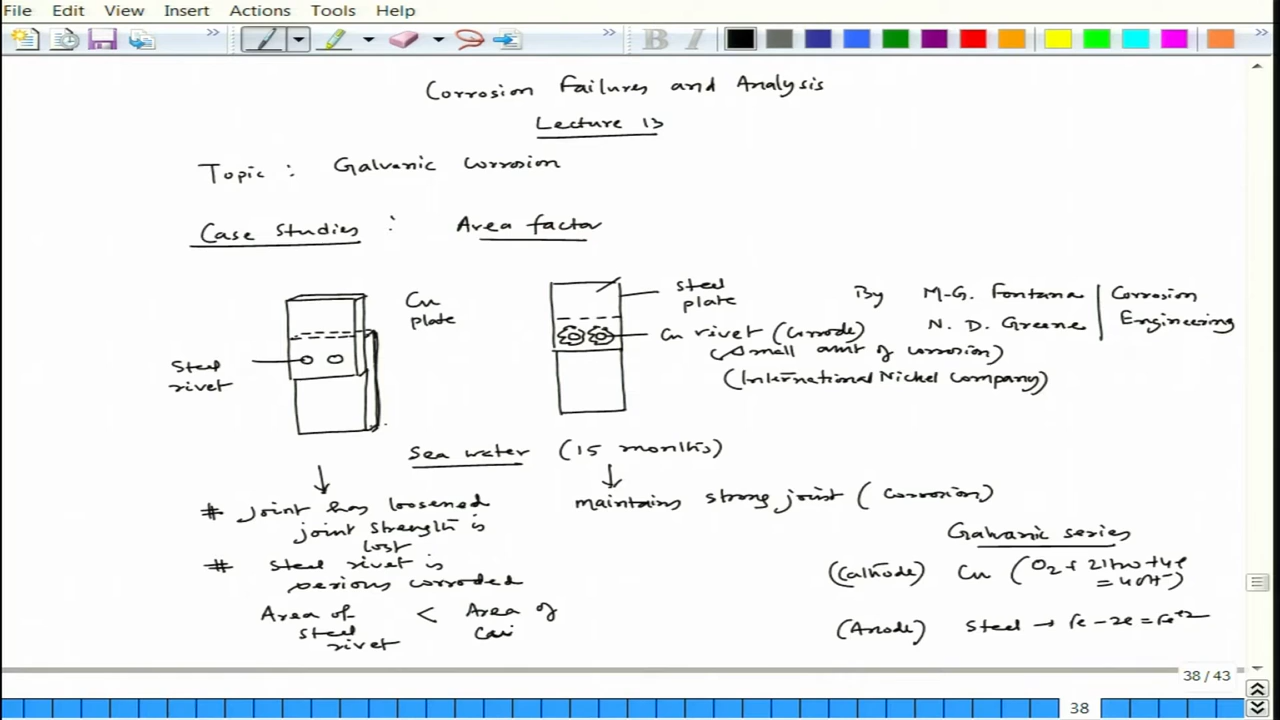 File Edit View Insert Actions Tools Help
B I
Corrosion Failures and Analysis
Lecture 13
Topic : Galvanic Corrosion
Case Studies : Area factor
Cu plate
Steel rivet
Steel plate
Cu rivet (Cathode)
(Small amt of corrosion)
(International Nickel Company)
By M.G. Fontana
N. D. Greene
Corrosion Engineering
Sea water (15 months)
# Joint has loosened
joint strength is
lost
# Steel rivet is
serious corroded
Area of steel rivet < Area of
maintains strong joint (Corrosion)
Galvanic series
(Cathode) Cu (O2 + 2H2O + 4e
= 4OH-)
(Anode) Steel → Fe - 2e = Fe+2
38 / 43
38